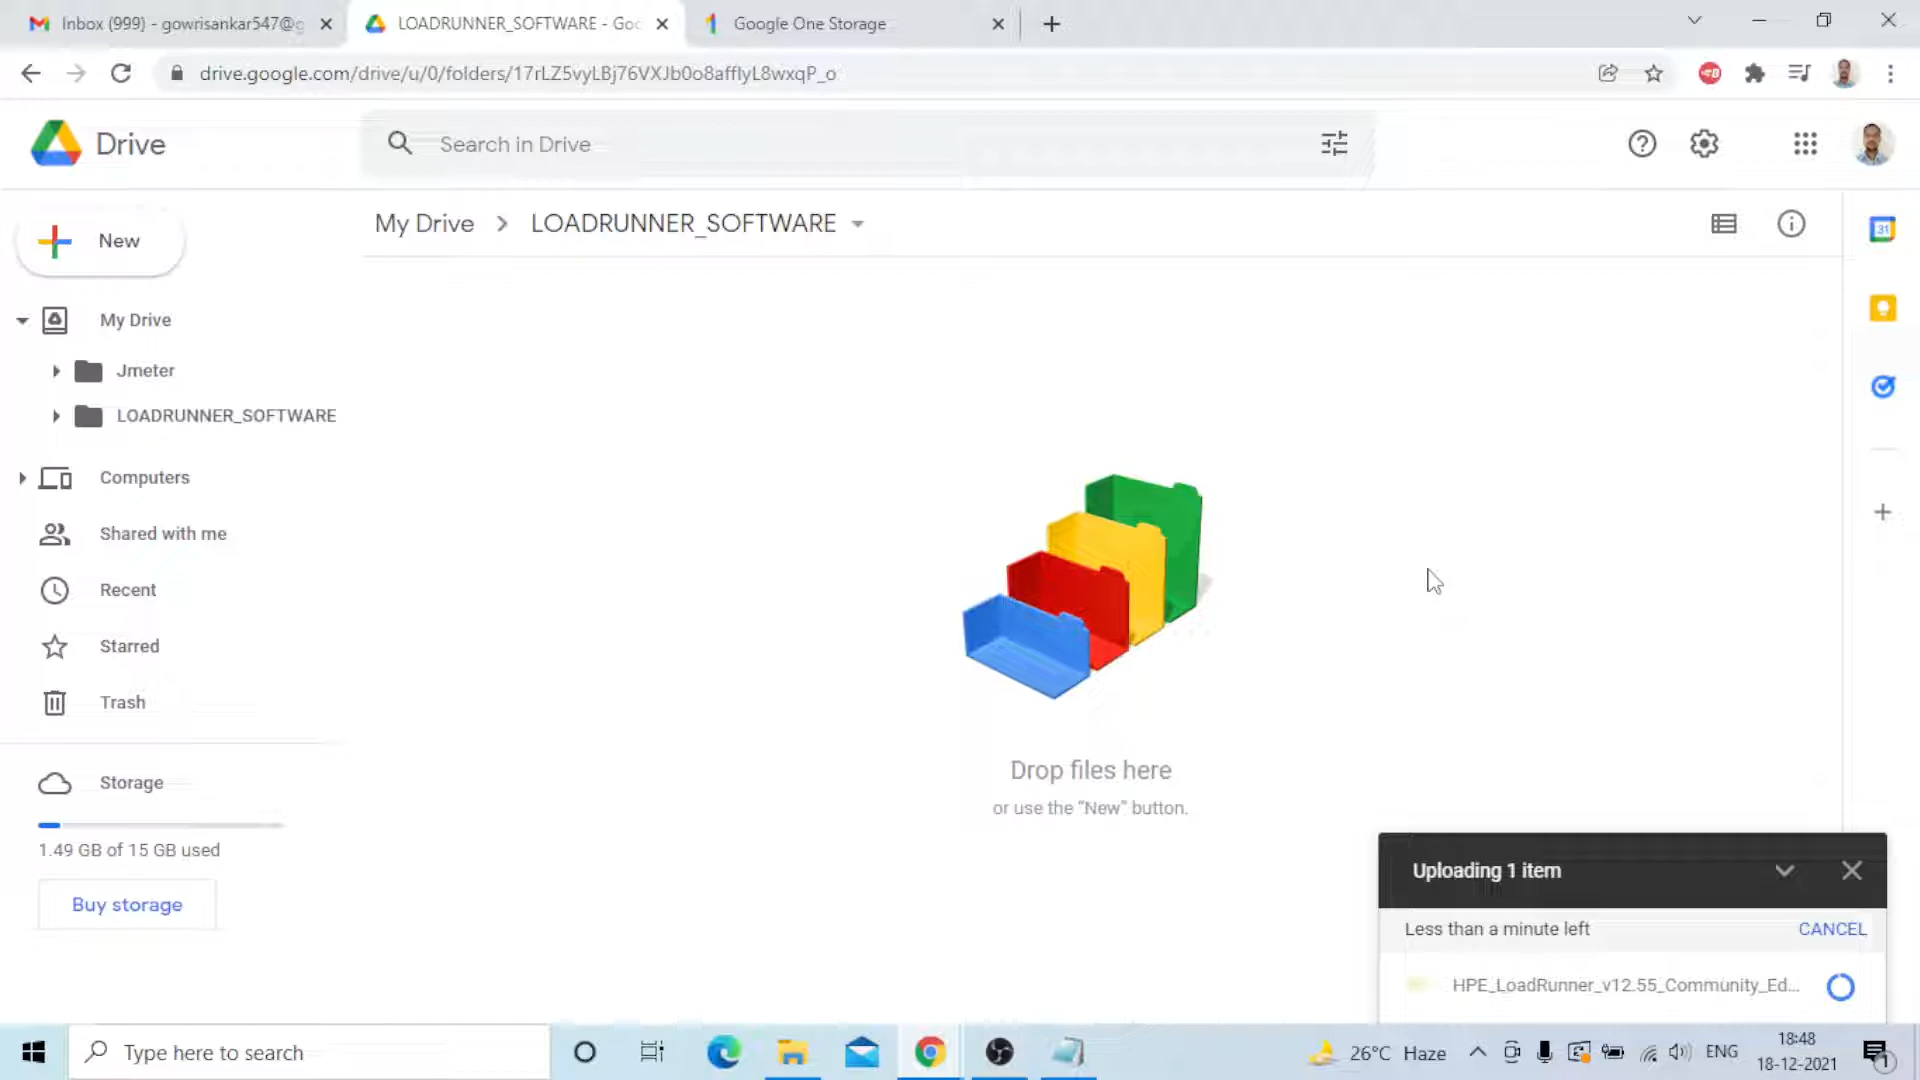 Inbox (999) - gowrisankar547@g
LOADRUNNER_SOFTWARE - Goo
Google One Storage
drive.google.com/drive/u/0/folders/17rLZ5vyLBj76VXJb0o8afflyL8wxqP_o
Drive
Search in Drive
New
My Drive
LOADRUNNER_SOFTWARE
My Drive
Jmeter
LOADRUNNER_SOFTWARE
Computers
Shared with me
Recent
Starred
Trash
Storage
1.49 GB of 15 GB used
Buy storage
31
Drop files here
or use the “New” button.
Uploading 1 item
Less than a minute left
CANCEL
HPE_LoadRunner_v12.55_Community_Ed...
Type here to search
26°C Haze
ENG
18:48
18-12-2021
1